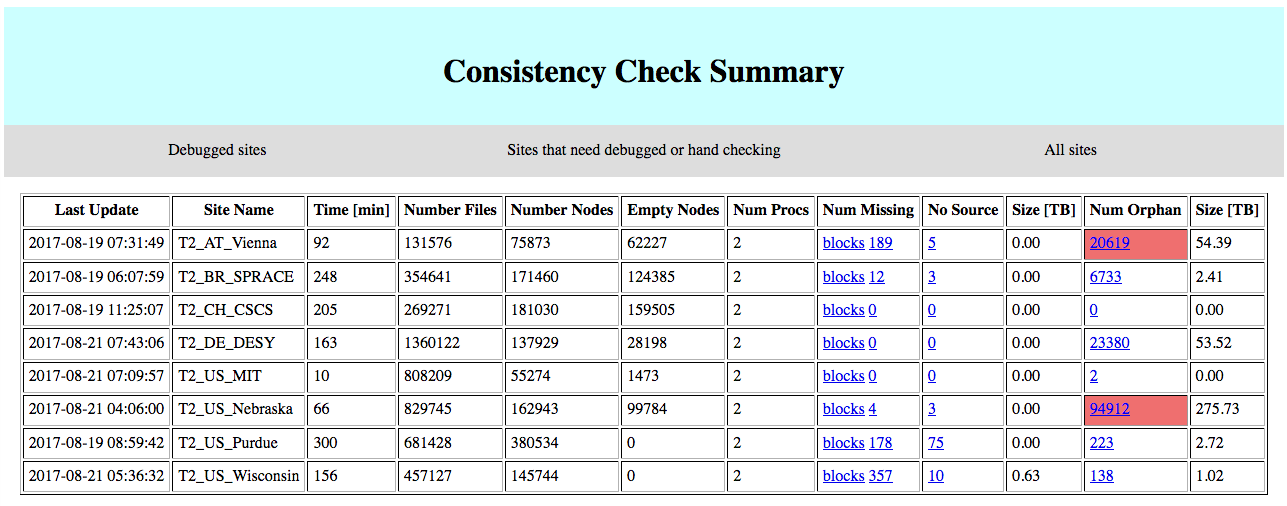 Consistency Check Summary
Debugged sites Sites that need debugged or hand checking All sites
Last Update Site Name Time [min] Number Files Number Nodes Empty Nodes Num Procs Num Missing No Source Size [TB] Num Orphan Size [TB]
2017-08-19 07:31:49 T2_AT_Vienna 92 131576 75873 62227 2 blocks 189 5 0.00 20619 54.39
2017-08-19 06:07:59 T2_BR_SPRACE 248 354641 171460 124385 2 blocks 12 3 0.00 6733 2.41
2017-08-19 11:25:07 T2_CH_CSCS 205 269271 181030 159505 2 blocks 0 0 0.00 0 0.00
2017-08-21 07:43:06 T2_DE_DESY 163 1360122 137929 28198 2 blocks 0 0 0.00 23380 53.52
2017-08-21 07:09:57 T2_US_MIT 10 808209 55274 1473 2 blocks 0 0 0.00 2 0.00
2017-08-21 04:06:00 T2_US_Nebraska 66 829745 162943 99784 2 blocks 4 3 0.00 94912 275.73
2017-08-19 08:59:42 T2_US_Purdue 300 681428 380534 0 2 blocks 178 75 0.00 223 2.72
2017-08-21 05:36:32 T2_US_Wisconsin 156 457127 145744 0 2 blocks 357 10 0.63 138 1.02